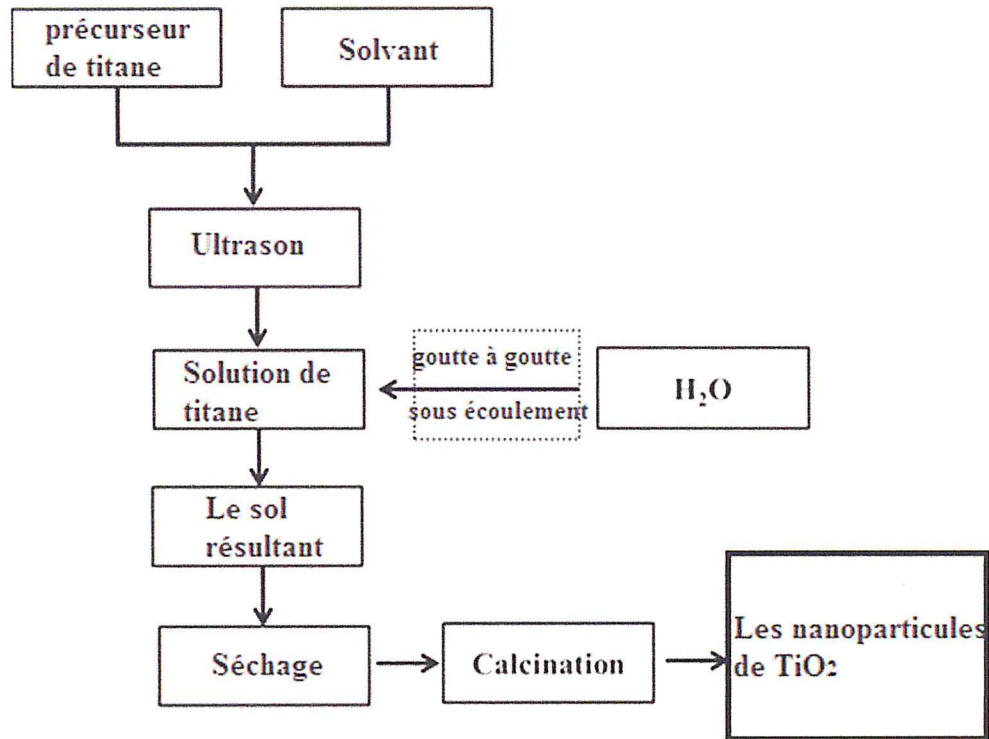 précurseur
de titane
Solvant
Ultrason
Solution de
titane
goutte à goutte
sous écoulement
H₂O
Le sol
résultant
Séchage
Calcination
Les nanoparticules
de TiO₂